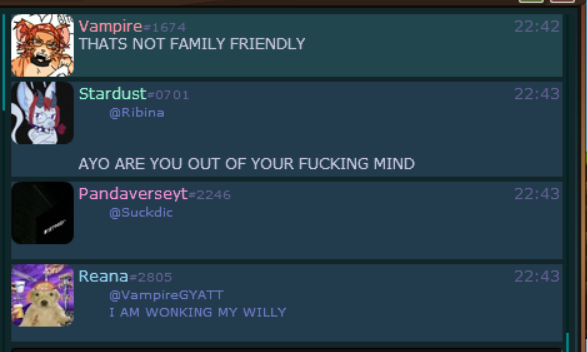 Vampire#1674 22:42
THATS NOT FAMILY FRIENDLY
Stardust#0701 22:43
@Ribina
AYO ARE YOU OUT OF YOUR FUCKING MIND
Pandaverseyt#2246 22:43
@Suckdic
Reana#2805 22:43
@VampireGYATT
I AM WONKING MY WILLY